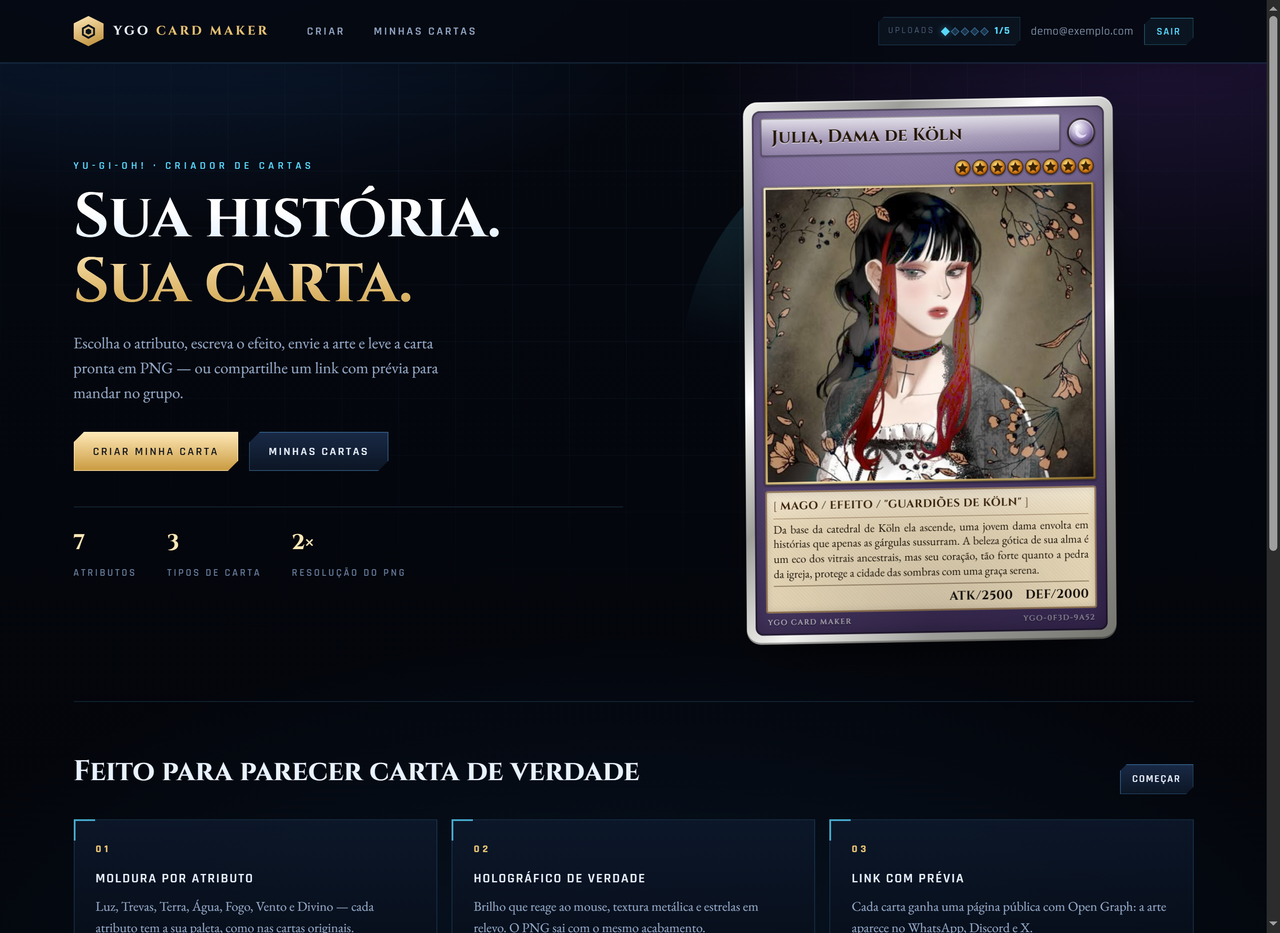 YGO CARD MAKER
CRIAR
MINHAS CARTAS
UPLOADS 1/5
demo@exemplo.com
SAIR
YU-GI-OH! · CRIADOR DE CARTAS
SUA HISTÓRIA.
SUA CARTA.
Escolha o atributo, escreva o efeito, envie a arte e leve a carta
pronta em PNG — ou compartilhe um link com prévia para
mandar no grupo.
CRIAR MINHA CARTA
MINHAS CARTAS
7
ATRIBUTOS
3
TIPOS DE CARTA
2×
RESOLUÇÃO DO PNG
JULIA, DAMA DE KÖLN
[ MAGO / EFEITO / "GUARDIÕES DE KÖLN" ]
Da base da catedral de Köln ela ascende, uma jovem dama envolta em
histórias que apenas as gárgulas sussurram. A beleza gótica de sua alma é
um eco dos vitrais ancestrais, mas seu coração, tão forte quanto a pedra
da igreja, protege a cidade das sombras com uma graça serena.
ATK/2500 DEF/2000
YGO CARD MAKER
YGO-0F3D-9A52
FEITO PARA PARECER CARTA DE VERDADE
COMEÇAR
01
MOLDURA POR ATRIBUTO
Luz, Trevas, Terra, Água, Fogo, Vento e Divino — cada
atributo tem a sua paleta, como nas cartas originais.
02
HOLOGRÁFICO DE VERDADE
Brilho que reage ao mouse, textura metálica e estrelas em
relevo. O PNG sai com o mesmo acabamento.
03
LINK COM PRÉVIA
Cada carta ganha uma página pública com Open Graph: a arte
aparece no WhatsApp, Discord e X.